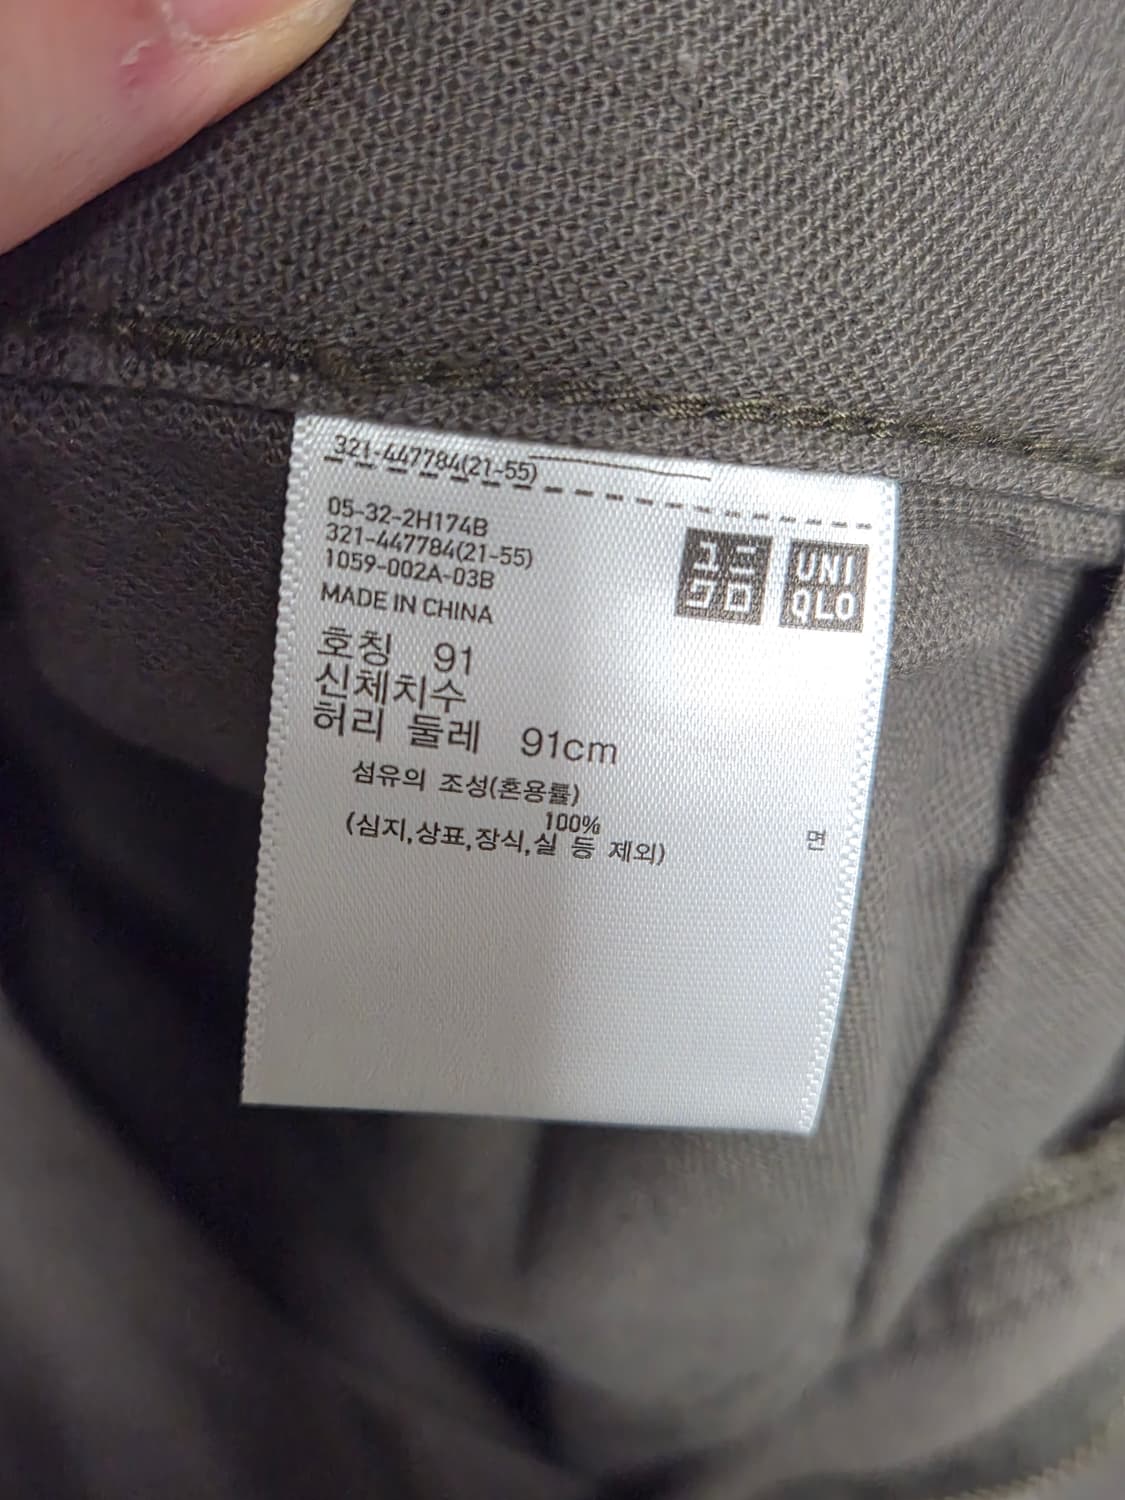 321-447784(21-55)
05-32-2H174B
321-447784(21-55)
1059-002A-03B
MADE IN CHINA
ユニ
クロ
UNI
QLO
호칭 91
신체치수
허리 둘레 91cm
섬유의 조성(혼용률)
100% 면
(심지,상표,장식,실 등 제외)